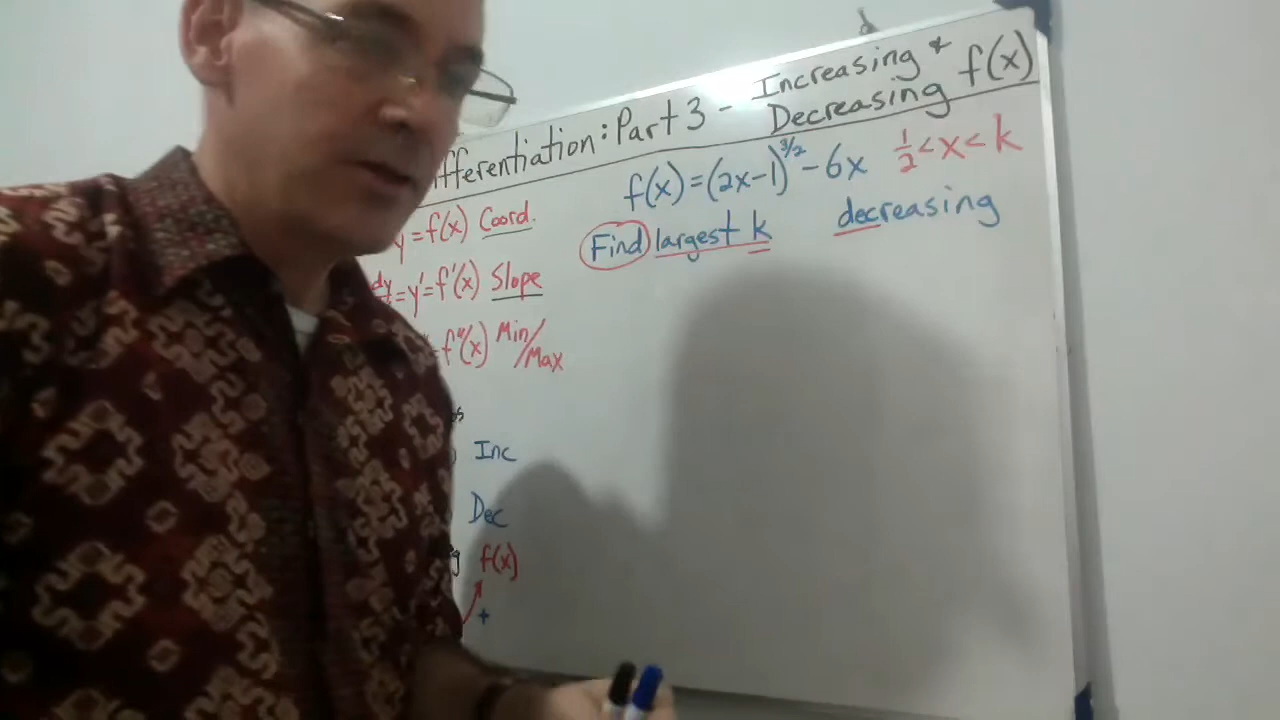 ifferentiation: Part 3 - Increasing +
Decreasing f(x)
f(x) = (2x-1)^3/2 - 6x  1/2 < x < k
Find largest k  decreasing
y = f(x) Coord.
dy = y' = f'(x) Slope
= f"(x) Min/Max
Inc
Dec
f(x)
+